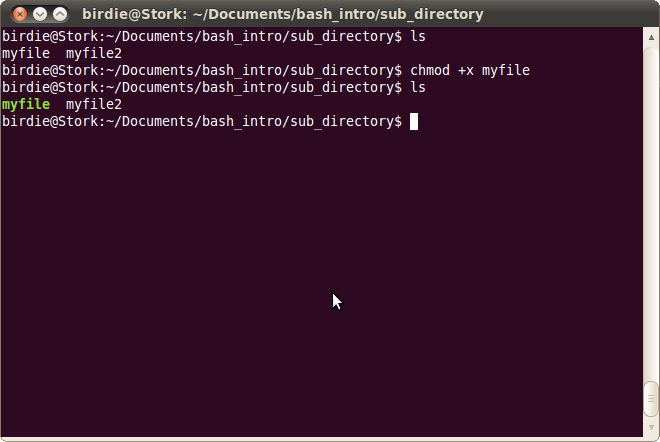 birdie@Stork: ~/Documents/bash_intro/sub_directory
birdie@Stork:~/Documents/bash_intro/sub_directory$ ls
myfile  myfile2
birdie@Stork:~/Documents/bash_intro/sub_directory$ chmod +x myfile
birdie@Stork:~/Documents/bash_intro/sub_directory$ ls
myfile  myfile2
birdie@Stork:~/Documents/bash_intro/sub_directory$